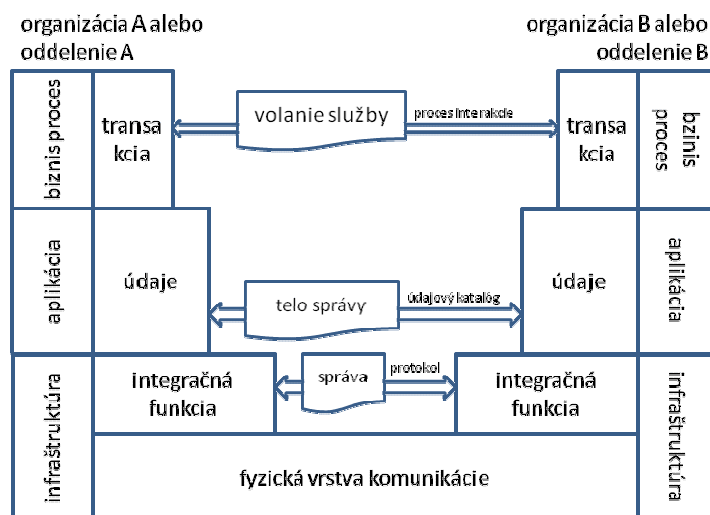 organizácia A alebo
oddelenie A
organizácia B alebo
oddelenie B
biznis proces
transa
kcia
volanie služby
proces interakcie
transa
kcia
bzinis
proces
aplikácia
údaje
telo správy
údajový katalóg
údaje
aplikácia
infraštruktúra
integračná
funkcia
správa
protokol
integračná
funkcia
infraštruktúra
fyzická vrstva komunikácie